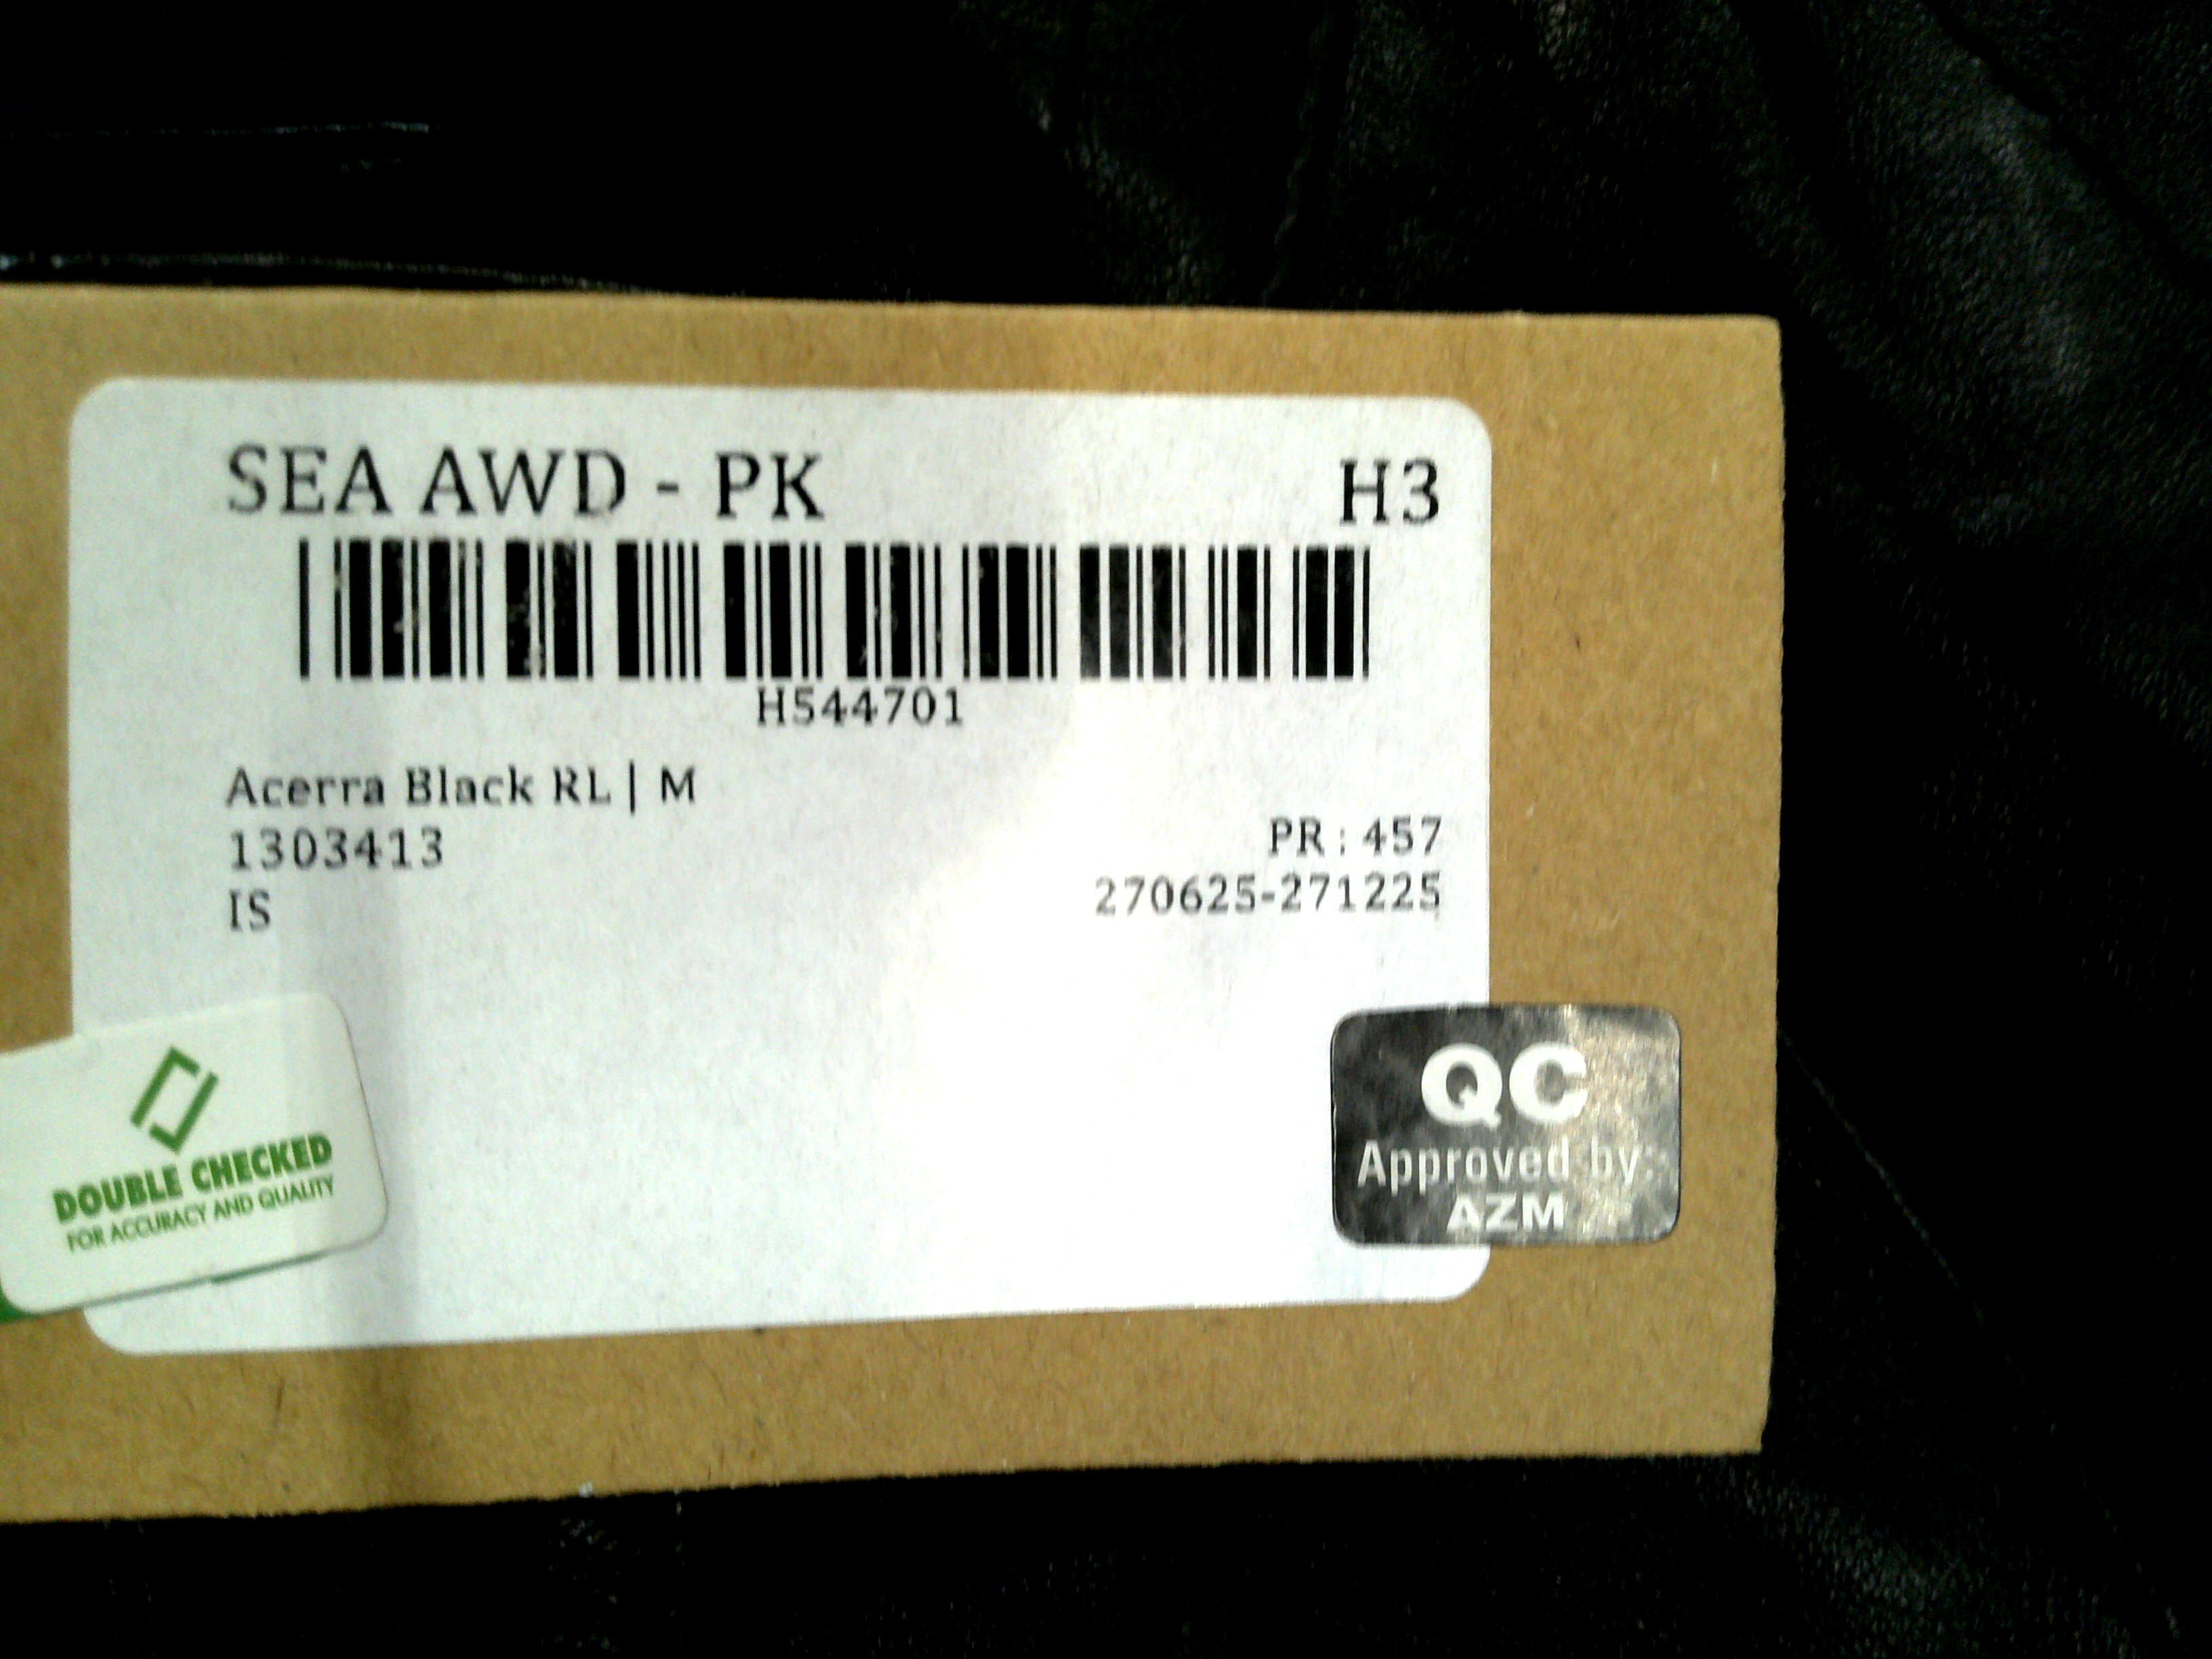 SEA AWD - PK
H3
H544701
Acerra Black RL | M
1303413
PR : 457
IS
270625-271225
DOUBLE CHECKED
FOR ACCURACY AND QUALITY
QC
Approved by:
AZM